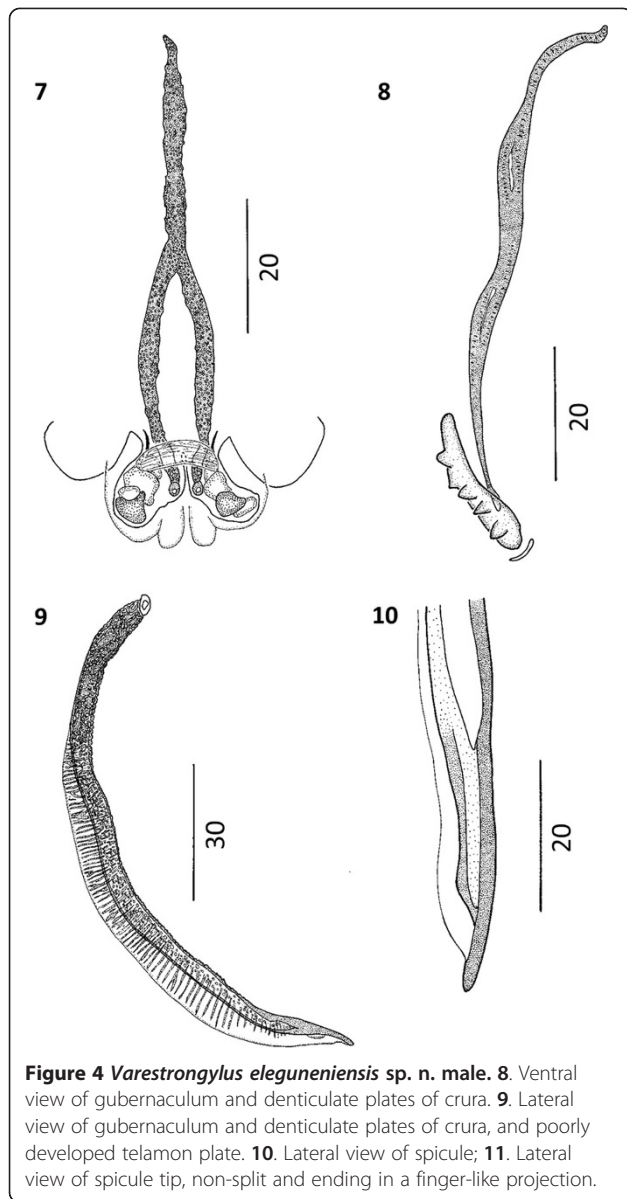 7
8
20
20
9
10
30
20
Figure 4 Varestrongylus eleguneniensis sp. n. male. 8. Ventral
view of gubernaculum and denticulate plates of crura. 9. Lateral
view of gubernaculum and denticulate plates of crura, and poorly
developed telamon plate. 10. Lateral view of spicule; 11. Lateral
view of spicule tip, non-split and ending in a finger-like projection.